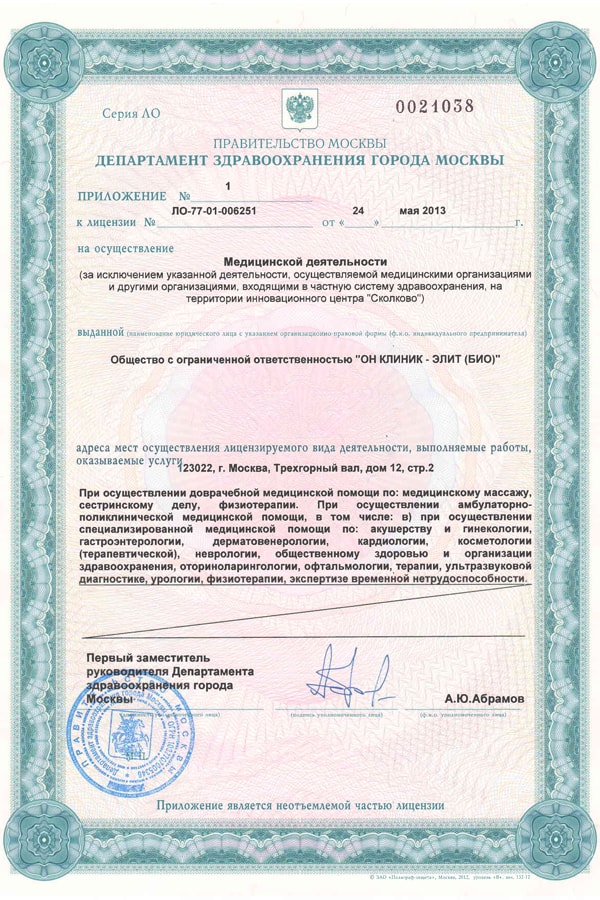 Серия ЛО
0021038
ПРАВИТЕЛЬСТВО МОСКВЫ
ДЕПАРТАМЕНТ ЗДРАВООХРАНЕНИЯ ГОРОДА МОСКВЫ
ПРИЛОЖЕНИЕ № 1
к лицензии № ЛО-77-01-006251 от « 24 » мая 2013 г.
на осуществление
Медицинской деятельности
(за исключением указанной деятельности, осуществляемой медицинскими организациями
и другими организациями, входящими в частную систему здравоохранения, на
территории инновационного центра "Сколково")
выданной (наименование юридического лица с указанием организационно-правовой формы (ф.и.о. индивидуального предпринимателя)
Общество с ограниченной ответственностью "ОН КЛИНИК - ЭЛИТ (БИО)"
адреса мест осуществления лицензируемого вида деятельности, выполняемые работы,
оказываемые услуги
123022, г. Москва, Трехгорный вал, дом 12, стр.2
При осуществлении доврачебной медицинской помощи по: медицинскому массажу,
сестринскому делу, физиотерапии. При осуществлении амбулаторно-
поликлинической медицинской помощи, в том числе: в) при осуществлении
специализированной медицинской помощи по: акушерству и гинекологии,
гастроэнтерологии, дерматовенерологии, кардиологии, косметологии
(терапевтической), неврологии, общественному здоровью и организации
здравоохранения, оториноларингологии, офтальмологии, терапии, ультразвуковой
диагностике, урологии, физиотерапии, экспертизе временной нетрудоспособности.
Первый заместитель
руководителя Департамента
здравоохранения города
Москвы
А.Ю.Абрамов
уполномоченного лица)
(подпись уполномоченного лица)
(ф.и.о. уполномоченного лица)
Приложение является неотъемлемой частью лицензии